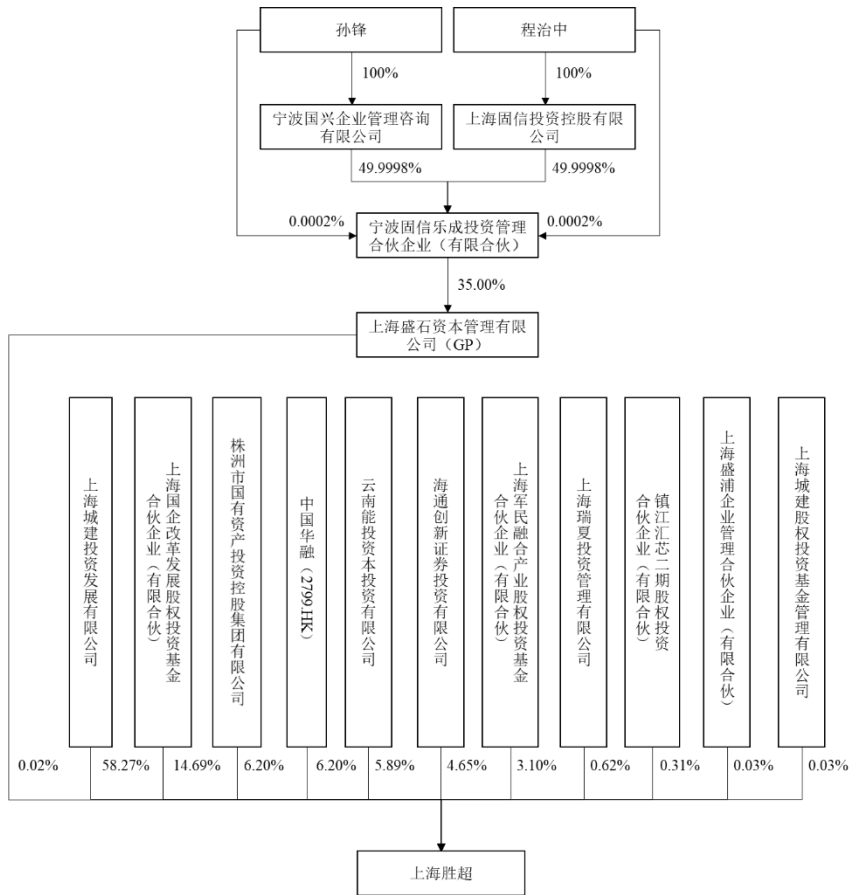 孙锋
程治中
100%
100%
宁波国兴企业管理咨询
有限公司
上海固信投资控股有限
公司
49.9998%
49.9998%
0.0002%
宁波固信乐成投资管理
合伙企业（有限合伙）
0.0002%
35.00%
上海盛石资本管理有限
公司（GP）
上海城建投资发展有限公司
上海国企改革发展股权投资基金
合伙企业（有限合伙）
株洲市国有资产投资控股集团有限公司
中国华融（2799.HK）
云南能投资本投资有限公司
海通创新证券投资有限公司
上海军民融合产业股权投资基金
合伙企业（有限合伙）
上海瑞夏投资管理有限公司
镇江汇芯二期股权投资
合伙企业（有限合伙）
上海盛浦企业管理合伙企业（有限合伙）
上海城建股权投资基金管理有限公司
0.02%
58.27%
14.69%
6.20%
6.20%
5.89%
4.65%
3.10%
0.62%
0.31%
0.03%
0.03%
上海胜超